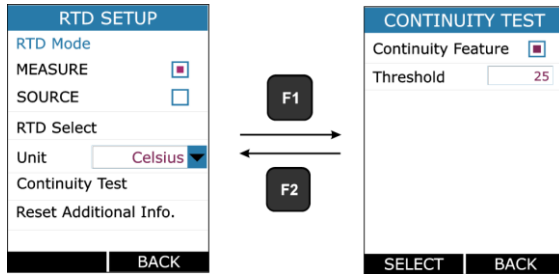 RTD SETUP
RTD Mode
MEASURE
SOURCE
RTD Select
Unit Celsius
Continuity Test
Reset Additional Info.
BACK
F1
F2
CONTINUITY TEST
Continuity Feature
Threshold 25
SELECT BACK